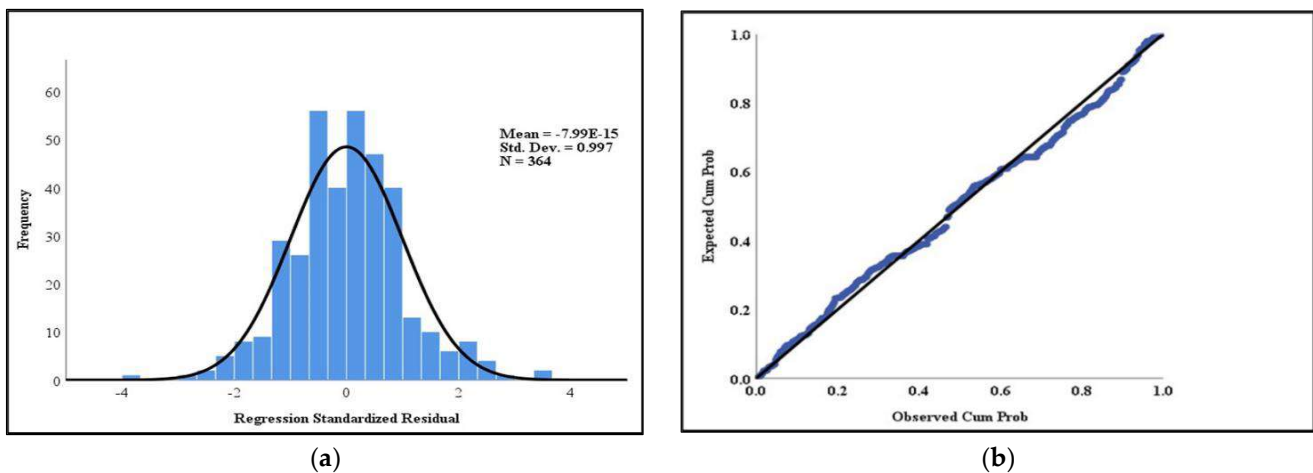 60
50
40
30
20
10
0
Frequency
Mean = -7.99E-15
Std. Dev. = 0.997
N = 364
-4 -2 0 2 4
Regression Standardized Residual
(a)
1.0
0.8
0.6
0.4
0.2
0.0
Expected Cum Prob
0.0 0.2 0.4 0.6 0.8 1.0
Observed Cum Prob
(b)